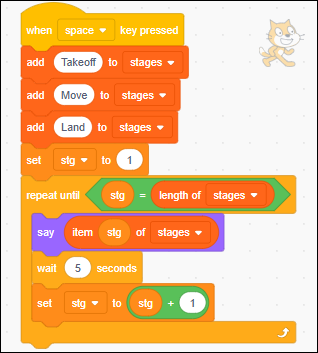 when space key pressed
add Takeoff to stages
add Move to stages
add Land to stages
set stg to 1
repeat until stg = length of stages
say item stg of stages
wait 5 seconds
set stg to stg + 1